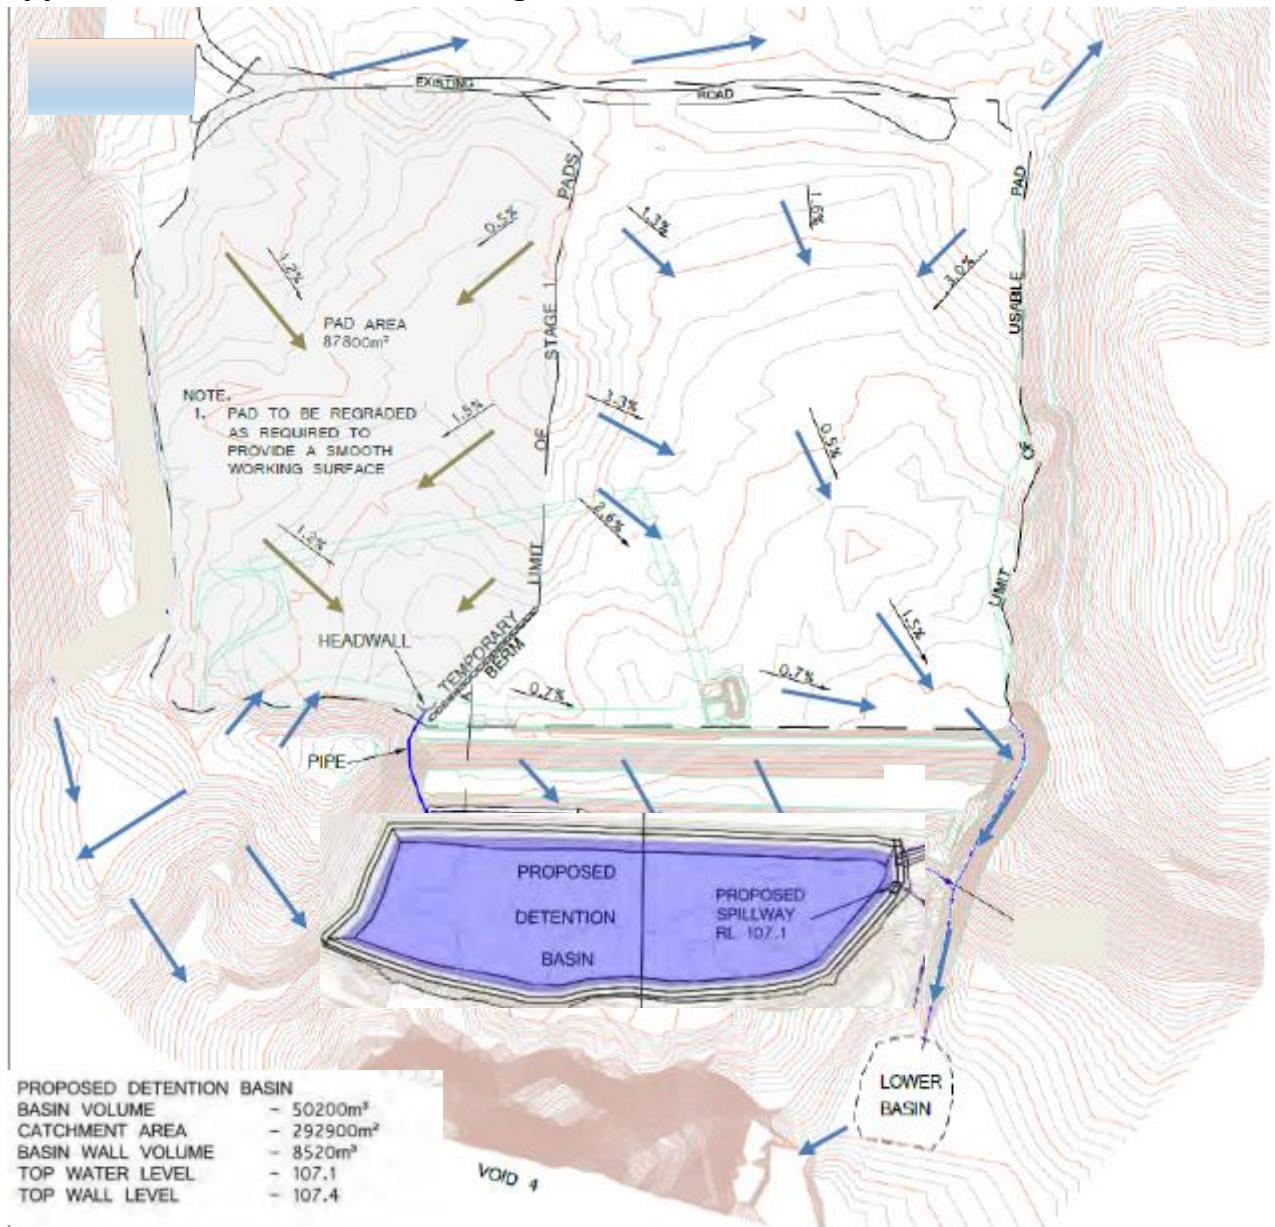 EXISTING
ROAD
PADS
PAD
1.3%
1.6%
0.5%
1.2%
3.0%
USABLE
PAD AREA
87800m²
STAGE 1
3.3%
NOTE.
1. PAD TO BE REGRADED
AS REQUIRED TO
PROVIDE A SMOOTH
WORKING SURFACE
1.5%
OF
0.5%
OF
2.6%
1.2%
LIMIT
LIMIT
1.5%
HEADWALL
TEMPORARY
BERM
0.7%
0.7%
PIPE
PROPOSED
DETENTION
BASIN
PROPOSED
SPILLWAY
RL 107.1
LOWER
BASIN
PROPOSED DETENTION BASIN
BASIN VOLUME - 50200m³
CATCHMENT AREA - 292900m²
BASIN WALL VOLUME - 8520m³
TOP WATER LEVEL - 107.1
TOP WALL LEVEL - 107.4
VOID 4